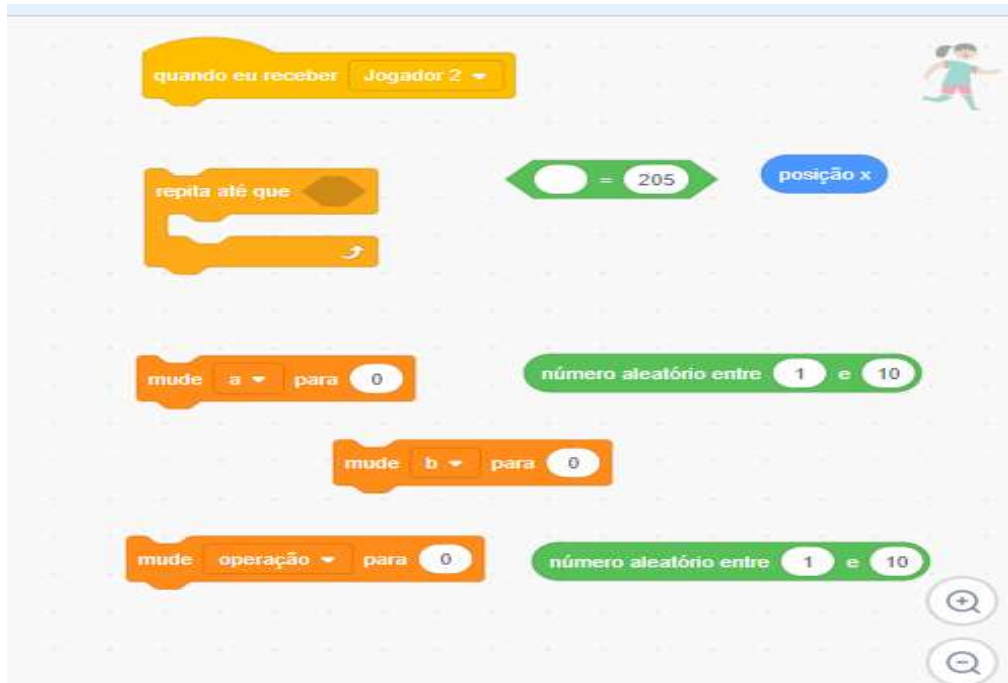 quando eu receber Jogador 2
repita até que
= 205
posição x
mude a para 0
número aleatório entre 1 e 10
mude b para 0
mude operação para 0
número aleatório entre 1 e 10